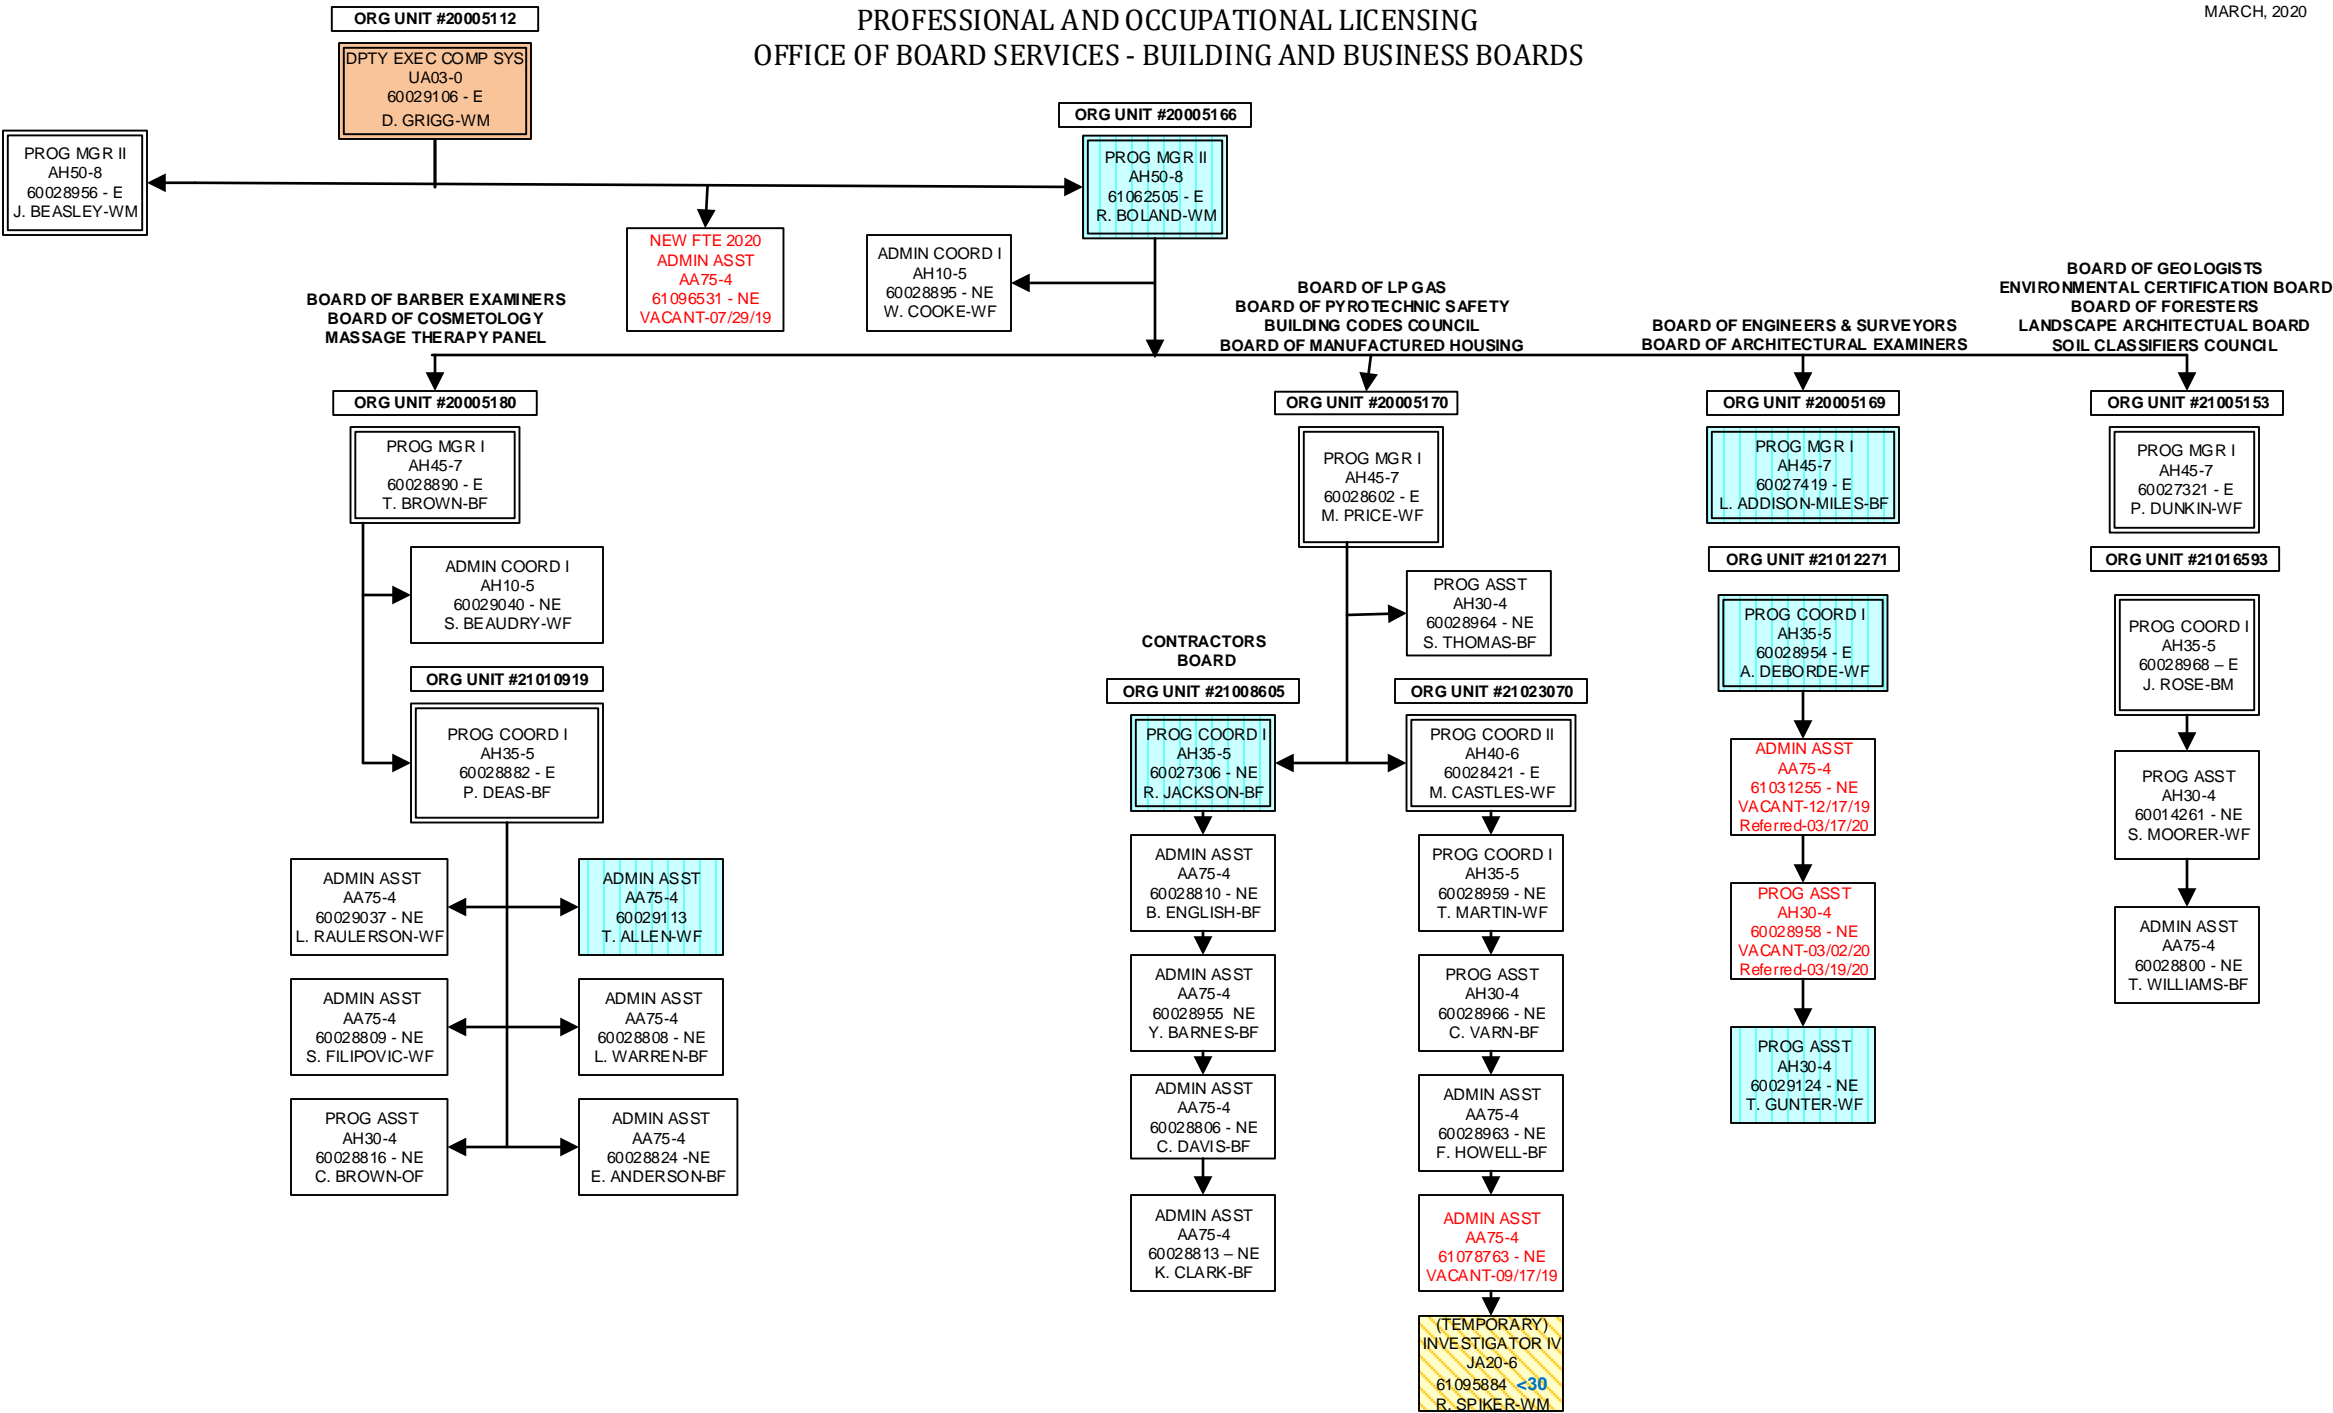 PROFESSIONAL AND OCCUPATIONAL LICENSING
OFFICE OF BOARD SERVICES - BUILDING AND BUSINESS BOARDS
MARCH, 2020
ORG UNIT #20005112
DPTY EXEC COMP SYS
UA03-0
60029106 - E
D. GRIGG-WM
PROG MGR II
AH50-8
60028956 - E
J. BEASLEY-WM
NEW FTE 2020
ADMIN ASST
AA75-4
61096531 - NE
VACANT-07/29/19
ORG UNIT #20005166
PROG MGR II
AH50-8
61062505 - E
R. BOLAND-WM
ADMIN COORD I
AH10-5
60028895 - NE
W. COOKE-WF
BOARD OF BARBER EXAMINERS
BOARD OF COSMETOLOGY
MASSAGE THERAPY PANEL
ORG UNIT #20005180
PROG MGR I
AH45-7
60028890 - E
T. BROWN-BF
ADMIN COORD I
AH10-5
60029040 - NE
S. BEAUDRY-WF
ORG UNIT #21010919
PROG COORD I
AH35-5
60028882 - E
P. DEAS-BF
ADMIN ASST
AA75-4
60029037 - NE
L. RAULERSON-WF
ADMIN ASST
AA75-4
60029113
T. ALLEN-WF
ADMIN ASST
AA75-4
60028809 - NE
S. FILIPOVIC-WF
ADMIN ASST
AA75-4
60028808 - NE
L. WARREN-BF
PROG ASST
AH30-4
60028816 - NE
C. BROWN-OF
ADMIN ASST
AA75-4
60028824 -NE
E. ANDERSON-BF
BOARD OF LP GAS
BOARD OF PYROTECHNIC SAFETY
BUILDING CODES COUNCIL
BOARD OF MANUFACTURED HOUSING
ORG UNIT #20005170
PROG MGR I
AH45-7
60028602 - E
M. PRICE-WF
PROG ASST
AH30-4
60028964 - NE
S. THOMAS-BF
CONTRACTORS
BOARD
ORG UNIT #21008605
PROG COORD I
AH35-5
60027306 - NE
R. JACKSON-BF
ADMIN ASST
AA75-4
60028810 - NE
B. ENGLISH-BF
ADMIN ASST
AA75-4
60028955 NE
Y. BARNES-BF
ADMIN ASST
AA75-4
60028806 - NE
C. DAVIS-BF
ADMIN ASST
AA75-4
60028813 – NE
K. CLARK-BF
ORG UNIT #21023070
PROG COORD II
AH40-6
60028421 - E
M. CASTLES-WF
PROG COORD I
AH35-5
60028959 - NE
T. MARTIN-WF
PROG ASST
AH30-4
60028966 - NE
C. VARN-BF
ADMIN ASST
AA75-4
60028963 - NE
F. HOWELL-BF
ADMIN ASST
AA75-4
61078763 - NE
VACANT-09/17/19
(TEMPORARY)
INVESTIGATOR IV
JA20-6
61095884 <30
R. SPIKER-WM
BOARD OF ENGINEERS & SURVEYORS
BOARD OF ARCHITECTURAL EXAMINERS
ORG UNIT #20005169
PROG MGR I
AH45-7
60027419 - E
L. ADDISON-MILES-BF
ORG UNIT #21012271
PROG COORD I
AH35-5
60028954 - E
A. DEBORDE-WF
ADMIN ASST
AA75-4
61031255 - NE
VACANT-12/17/19
Referred-03/17/20
PROG ASST
AH30-4
60028958 - NE
VACANT-03/02/20
Referred-03/19/20
PROG ASST
AH30-4
60029124 - NE
T. GUNTER-WF
BOARD OF GEOLOGISTS
ENVIRONMENTAL CERTIFICATION BOARD
BOARD OF FORESTERS
LANDSCAPE ARCHITECTUAL BOARD
SOIL CLASSIFIERS COUNCIL
ORG UNIT #21005153
PROG MGR I
AH45-7
60027321 - E
P. DUNKIN-WF
ORG UNIT #21016593
PROG COORD I
AH35-5
60028968 – E
J. ROSE-BM
PROG ASST
AH30-4
60014261 - NE
S. MOORER-WF
ADMIN ASST
AA75-4
60028800 - NE
T. WILLIAMS-BF